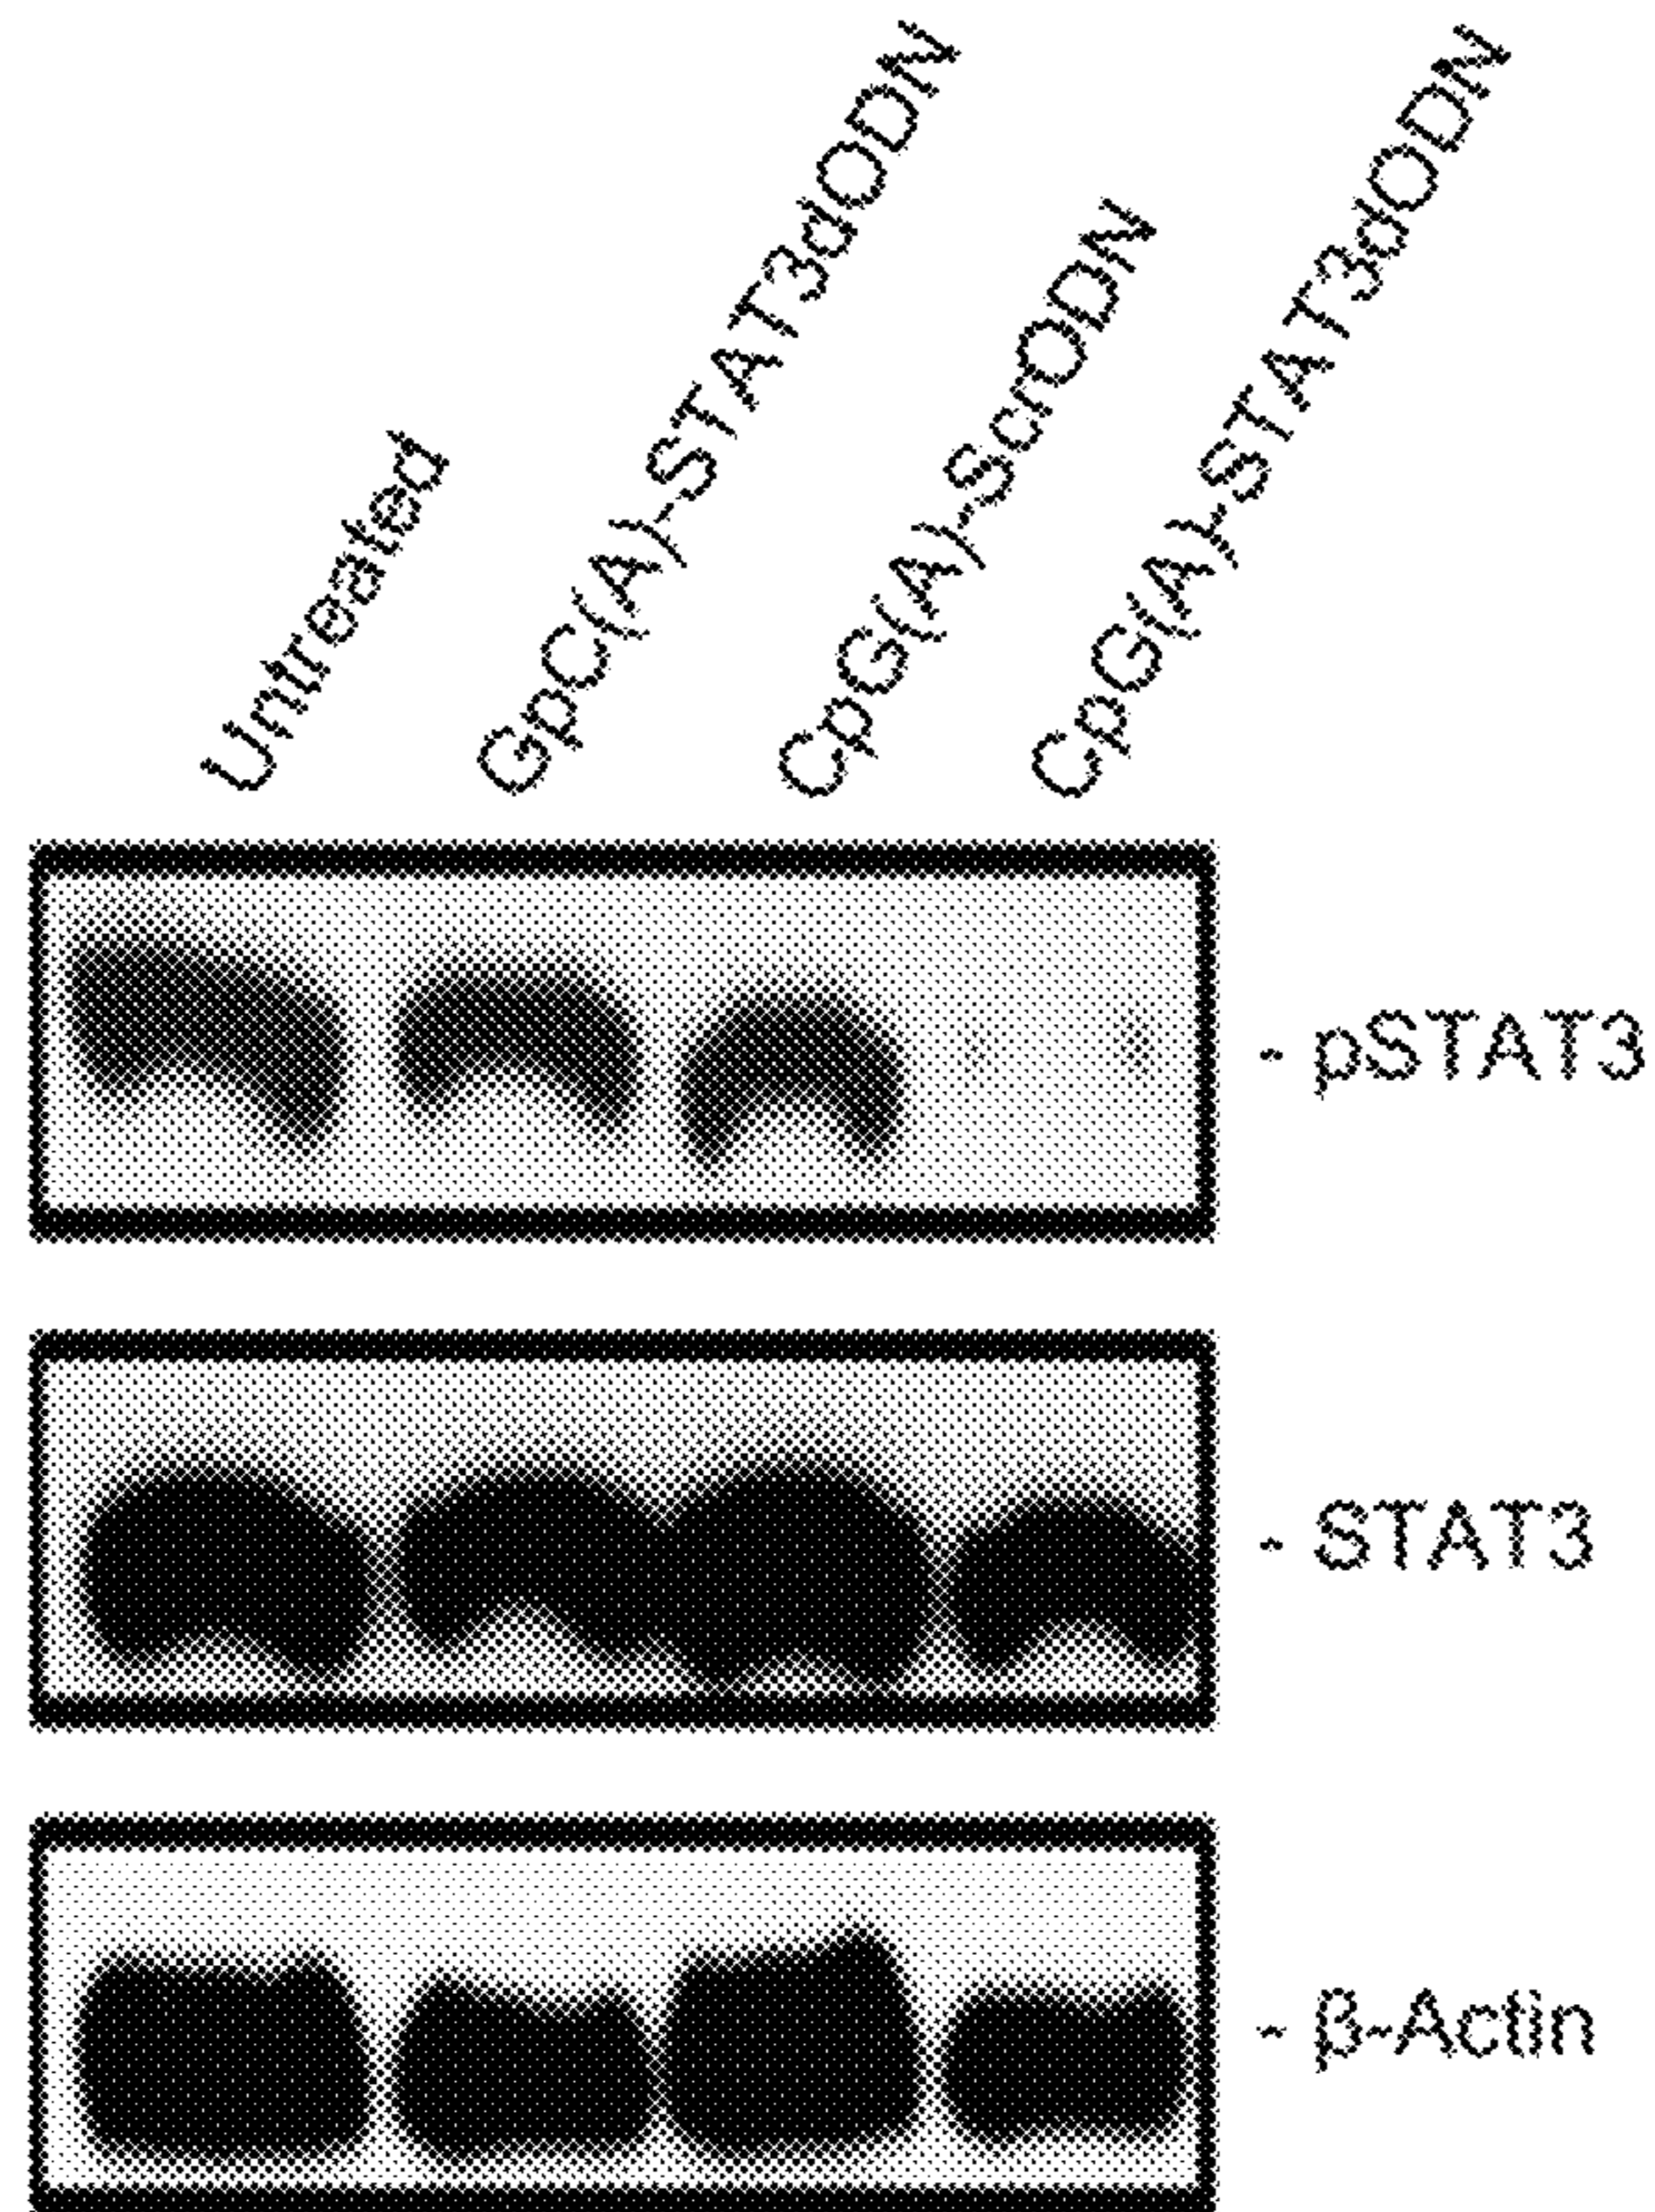 Untreated
GpC(A)-STAT3dODN
CpG(A)-ScrODN
CpG(A)-STAT3dODN
- pSTAT3
- STAT3
- β-Actin